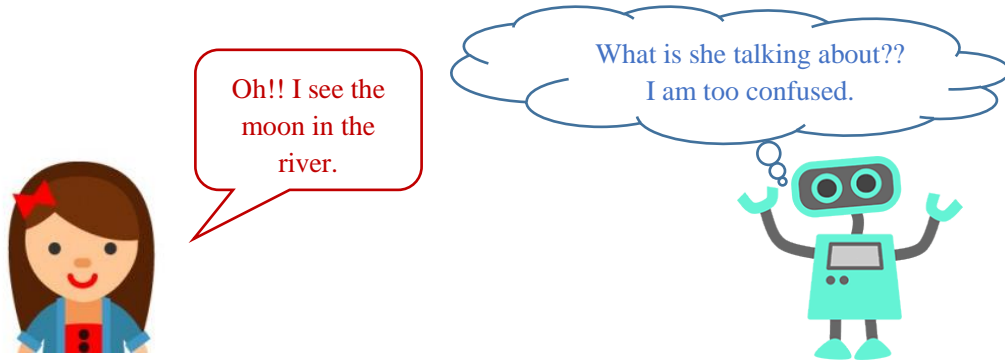 Oh!! I see the
moon in the
river.
What is she talking about??
I am too confused.